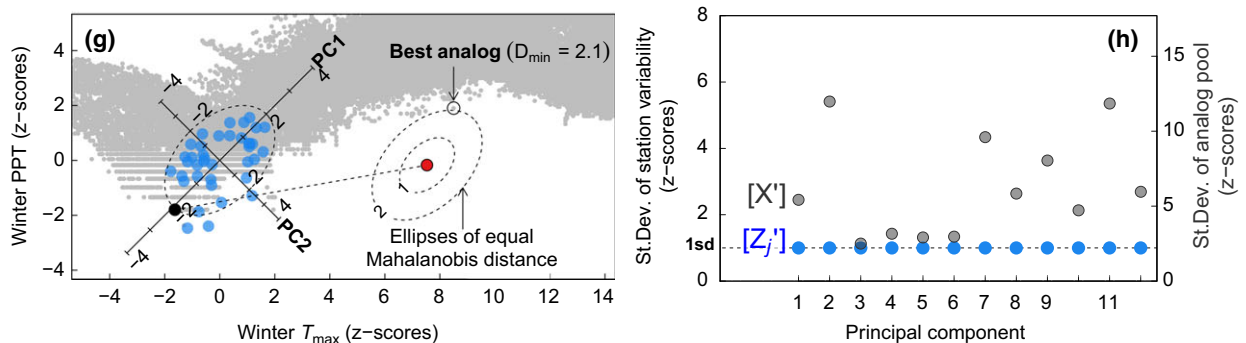 (g)
Best analog (Dmin = 2.1)
PC1
4
2
−2
−4
−4
−2
2
4
PC2
1
2
Ellipses of equal
Mahalanobis distance
Winter PPT (z−scores)
4
2
0
−2
−4
−4 −2 0 2 4 6 8 10 12 14
Winter Tmax (z−scores)
(h)
St.Dev. of station variability
(z−scores)
8
6
4
2
1sd
0
[X']
[Zj']
15
10
5
0
St.Dev. of analog pool
(z−scores)
1 2 3 4 5 6 7 8 9 11
Principal component